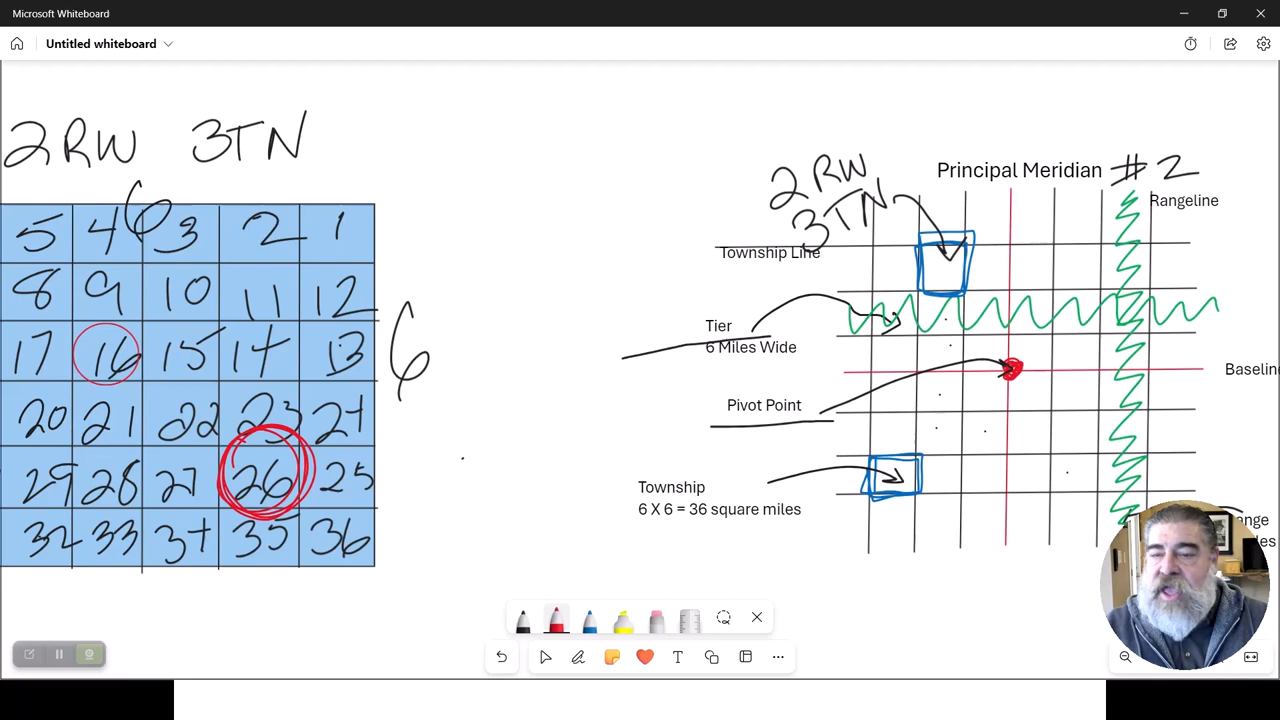 Microsoft Whiteboard
Untitled whiteboard
2RW 3TN
6
5 4 3 2 1
8 9 10 11 12
17 16 15 14 13
6
20 21 22 23 24
29 28 27 26 25
32 33 34 35 36
2RW
3TN
Principal Meridian #2
Rangeline
Township Line
Tier
6 Miles Wide
Baseline
Pivot Point
Township
6 X 6 = 36 square miles